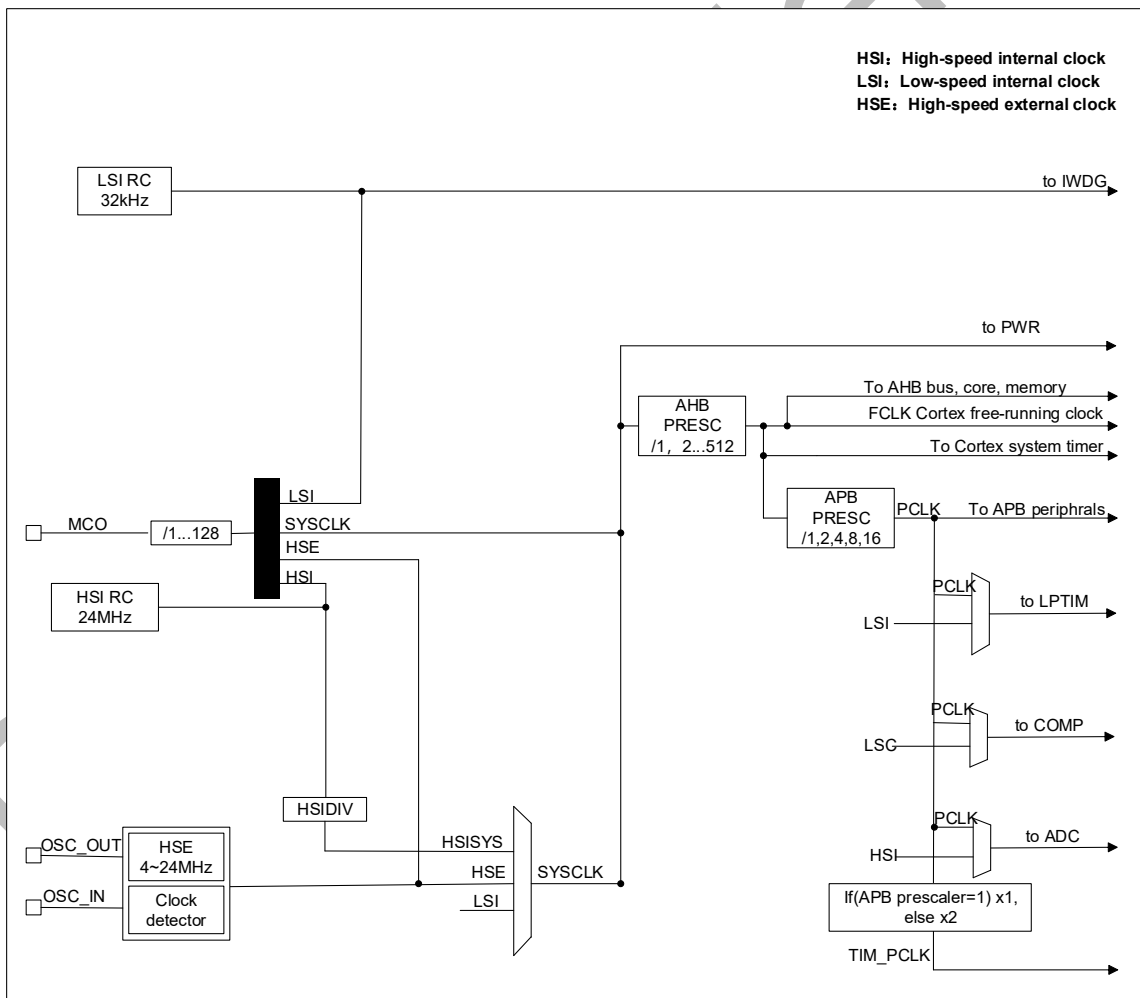 HSI：High-speed internal clock
LSI：Low-speed internal clock
HSE：High-speed external clock
LSI RC
32kHz
to IWDG
to PWR
To AHB bus, core, memory
AHB
PRESC
/1, 2...512
FCLK Cortex free-running clock
To Cortex system timer
LSI
APB
PRESC
/1,2,4,8,16
PCLK
To APB periphrals
MCO
/1...128
SYSCLK
HSE
HSI
HSI RC
24MHz
PCLK
to LPTIM
LSI
PCLK
to COMP
LSC
HSIDIV
OSC_OUT
HSE
4~24MHz
HSISYS
PCLK
to ADC
HSI
HSE
SYSCLK
OSC_IN
Clock
detector
LSI
If(APB prescaler=1) x1,
else x2
TIM_PCLK